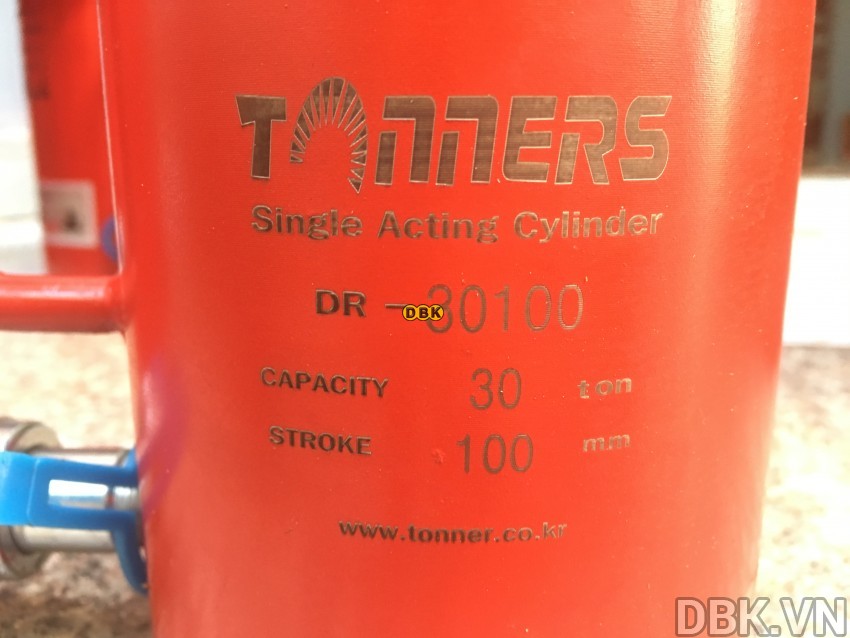 TONNERS
Single Acting Cylinder
DR - 30100
DBK
CAPACITY 30 ton
STROKE 100 mm
www.tonner.co.kr
DBK.VN